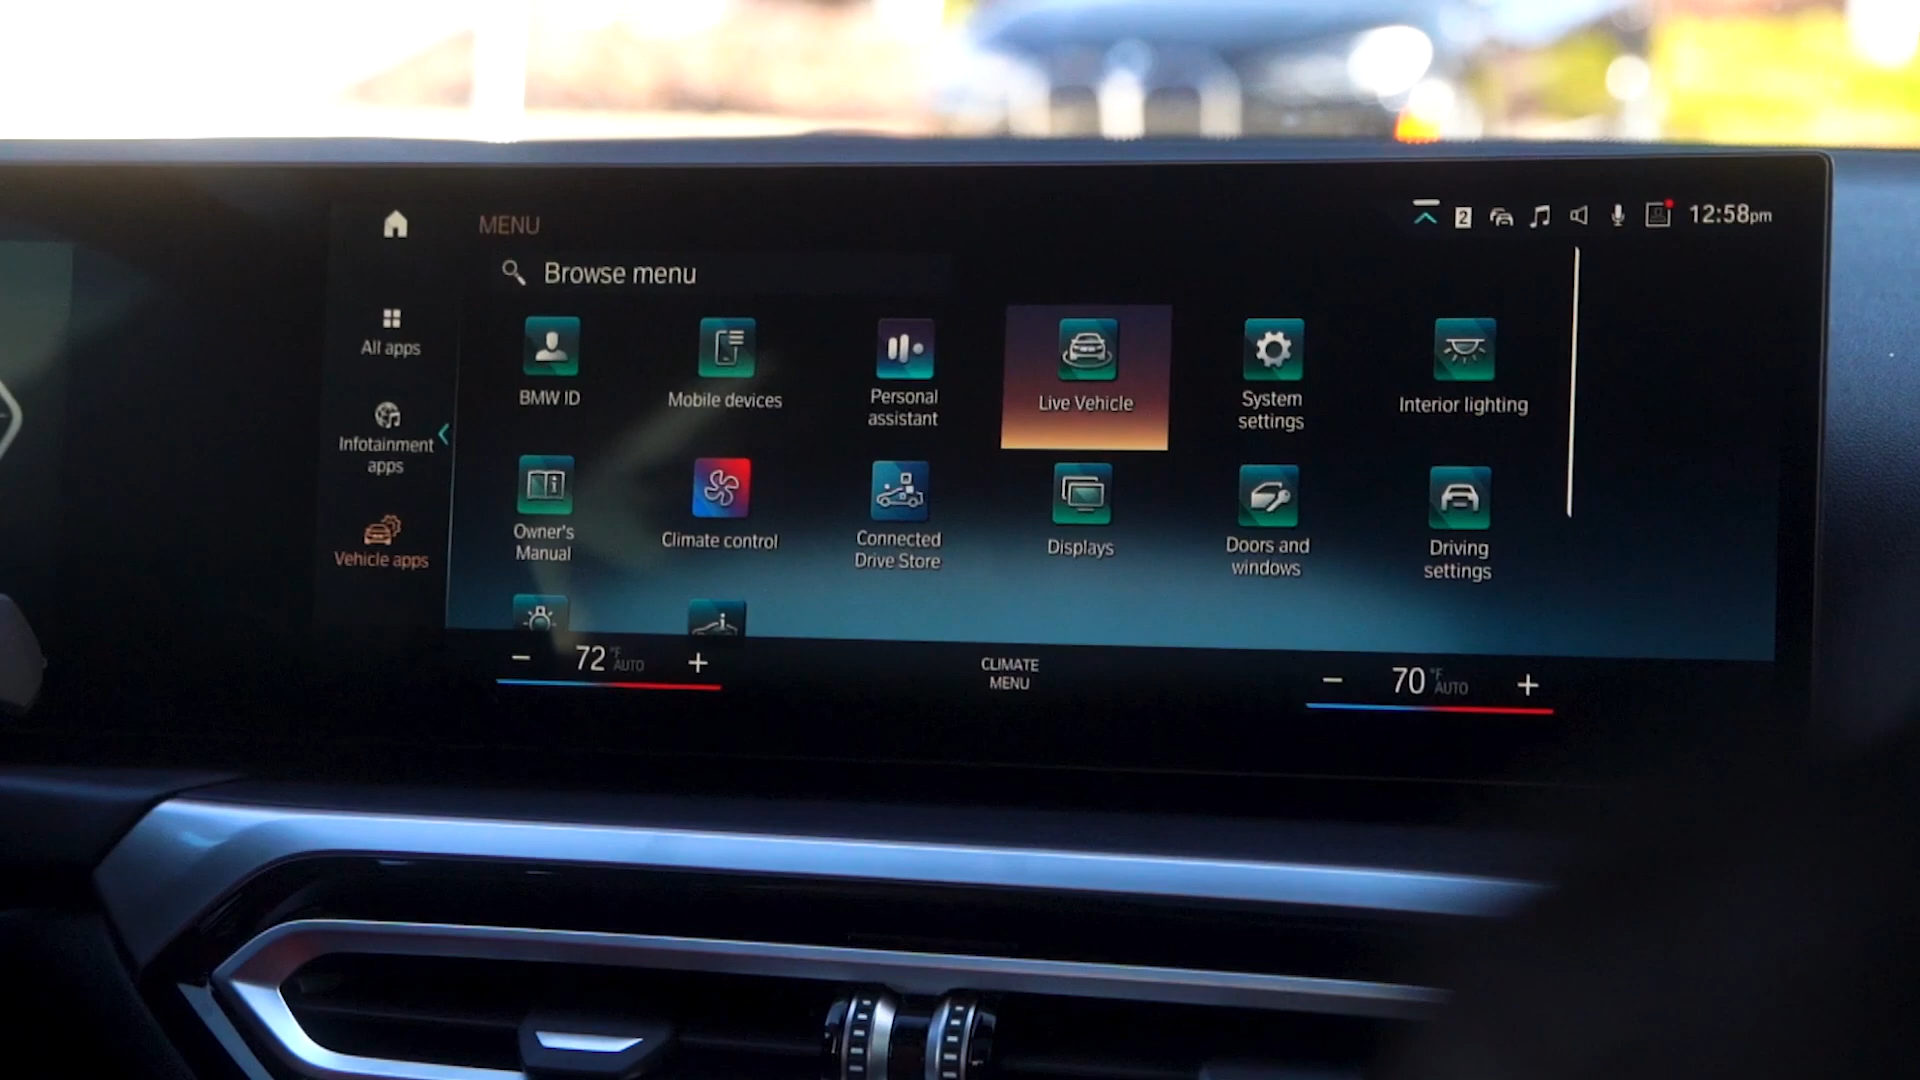 MENU
2
12:58pm
Browse menu
All apps
Infotainment
apps
Vehicle apps
BMW ID
Mobile devices
Personal
assistant
Live Vehicle
System
settings
Interior lighting
Owner's
Manual
Climate control
Connected
Drive Store
Displays
Doors and
windows
Driving
settings
− 72 °F AUTO +
CLIMATE
MENU
− 70 °F AUTO +